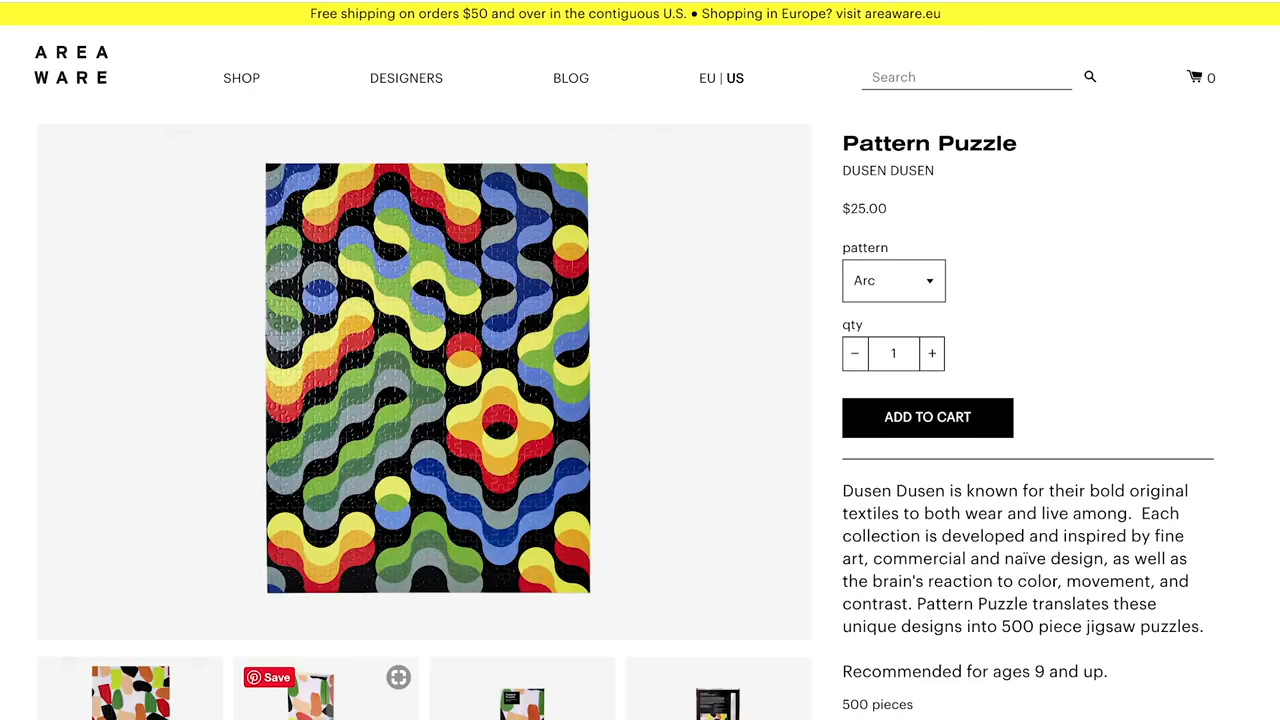 Free shipping on orders $50 and over in the contiguous U.S. ● Shopping in Europe? visit areaware.eu
AREA
WARE
SHOP
DESIGNERS
BLOG
EU | US
Search
0
Pattern Puzzle
DUSEN DUSEN
$25.00
pattern
Arc
qty
− 1 +
ADD TO CART
Dusen Dusen is known for their bold original
textiles to both wear and live among. Each
collection is developed and inspired by fine
art, commercial and naïve design, as well as
the brain's reaction to color, movement, and
contrast. Pattern Puzzle translates these
unique designs into 500 piece jigsaw puzzles.
Recommended for ages 9 and up.
500 pieces
Save